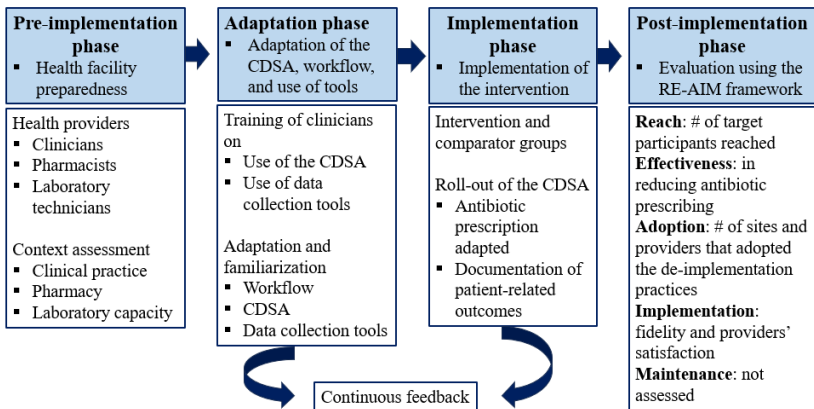 Pre-implementation
phase
▪ Health facility
preparedness
Health providers
▪ Clinicians
▪ Pharmacists
▪ Laboratory
technicians
Context assessment
▪ Clinical practice
▪ Pharmacy
▪ Laboratory capacity
Adaptation phase
▪ Adaptation of the
CDSA, workflow,
and use of tools
Training of clinicians
on
▪ Use of the CDSA
▪ Use of data
collection tools
Adaptation and
familiarization
▪ Workflow
▪ CDSA
▪ Data collection tools
Implementation
phase
▪ Implementation of
the intervention
Intervention and
comparator groups
Roll-out of the CDSA
▪ Antibiotic
prescription
adapted
▪ Documentation of
patient-related
outcomes
Post-implementation
phase
▪ Evaluation using the
RE-AIM framework
Reach: # of target
participants reached
Effectiveness: in
reducing antibiotic
prescribing
Adoption: # of sites and
providers that adopted
the de-implementation
practices
Implementation:
fidelity and providers’
satisfaction
Maintenance: not
assessed
Continuous feedback